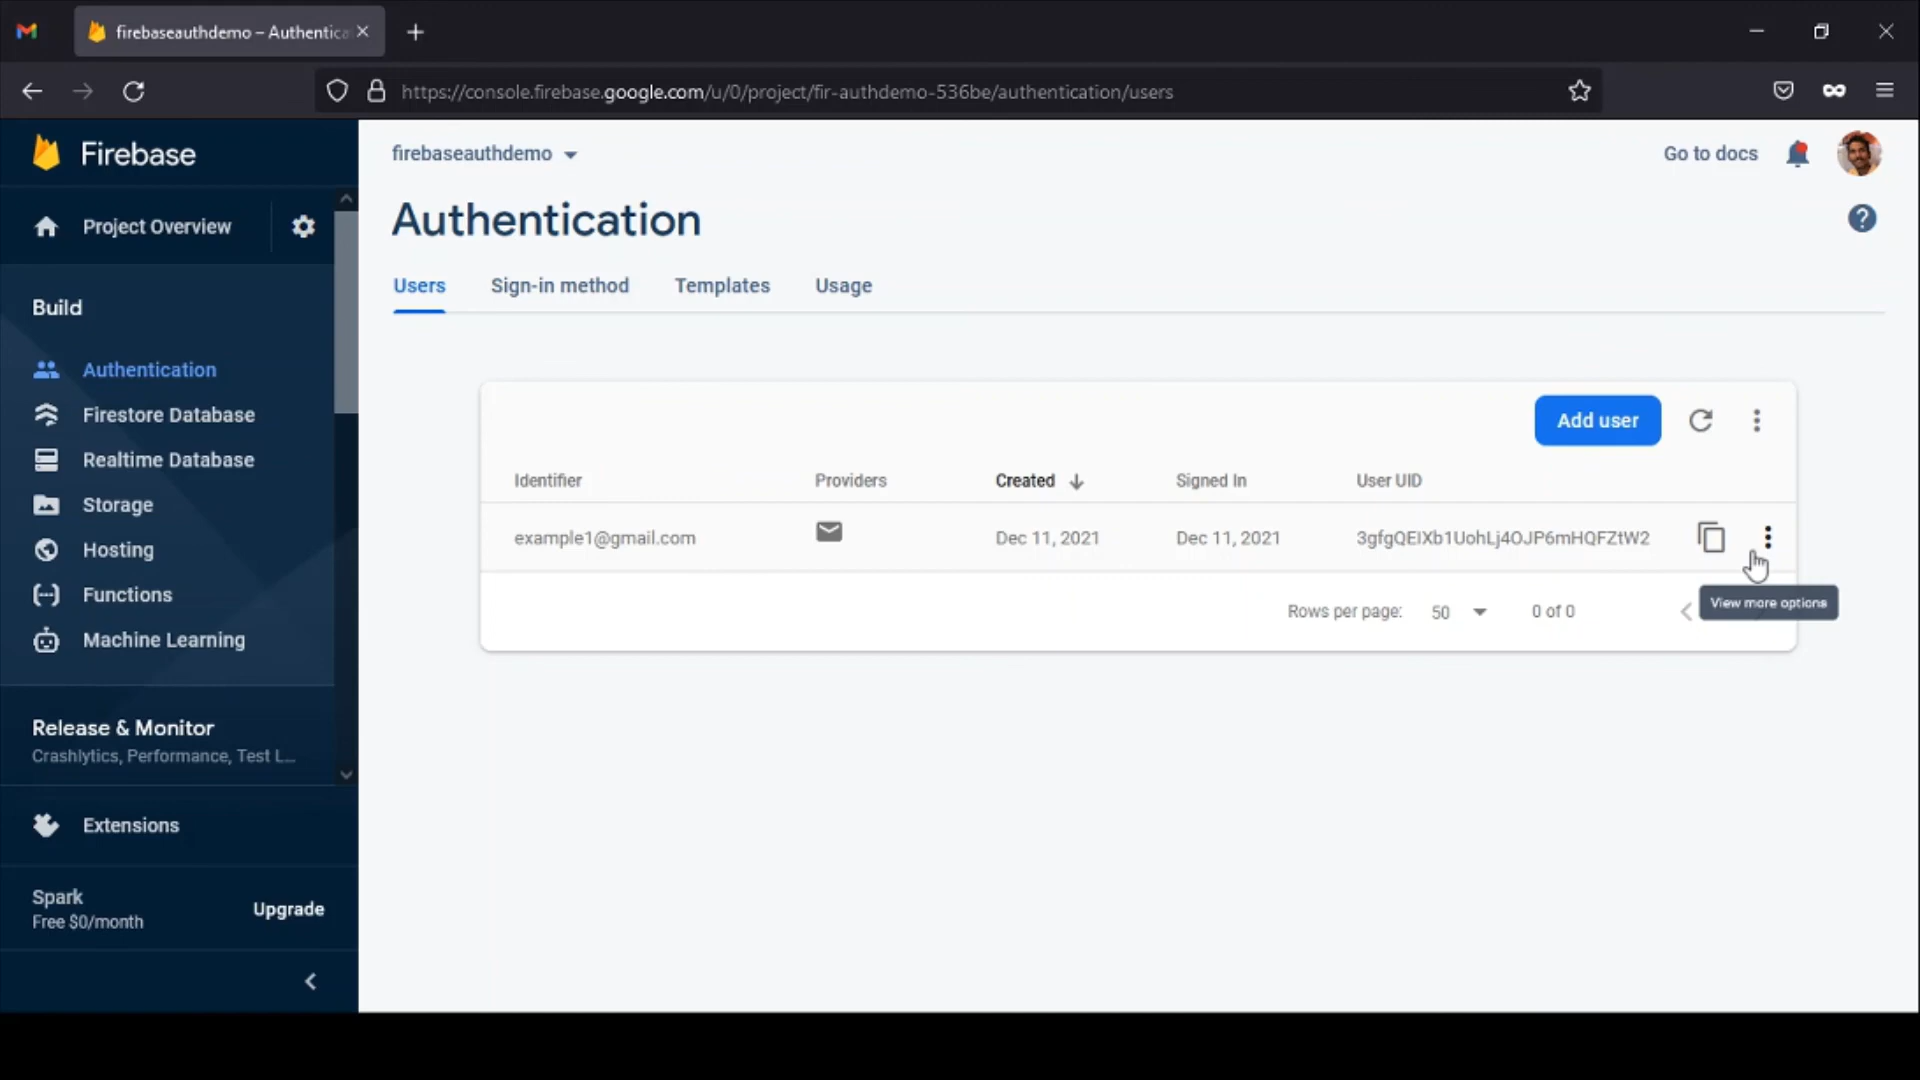 firebaseauthdemo – Authentica
https://console.firebase.google.com/u/0/project/fir-authdemo-536be/authentication/users
Firebase
firebaseauthdemo
Go to docs
Project Overview
Authentication
Users Sign-in method Templates Usage
Build
Authentication
Firestore Database
Realtime Database
Storage
Hosting
Functions
Machine Learning
Release & Monitor
Crashlytics, Performance, Test L...
Extensions
Spark
Free $0/month
Upgrade
Add user
Identifier Providers Created Signed In User UID
example1@gmail.com Dec 11, 2021 Dec 11, 2021 3gfgQEIXb1UohLj4OJP6mHQFZtW2
Rows per page: 50 0 of 0
View more options